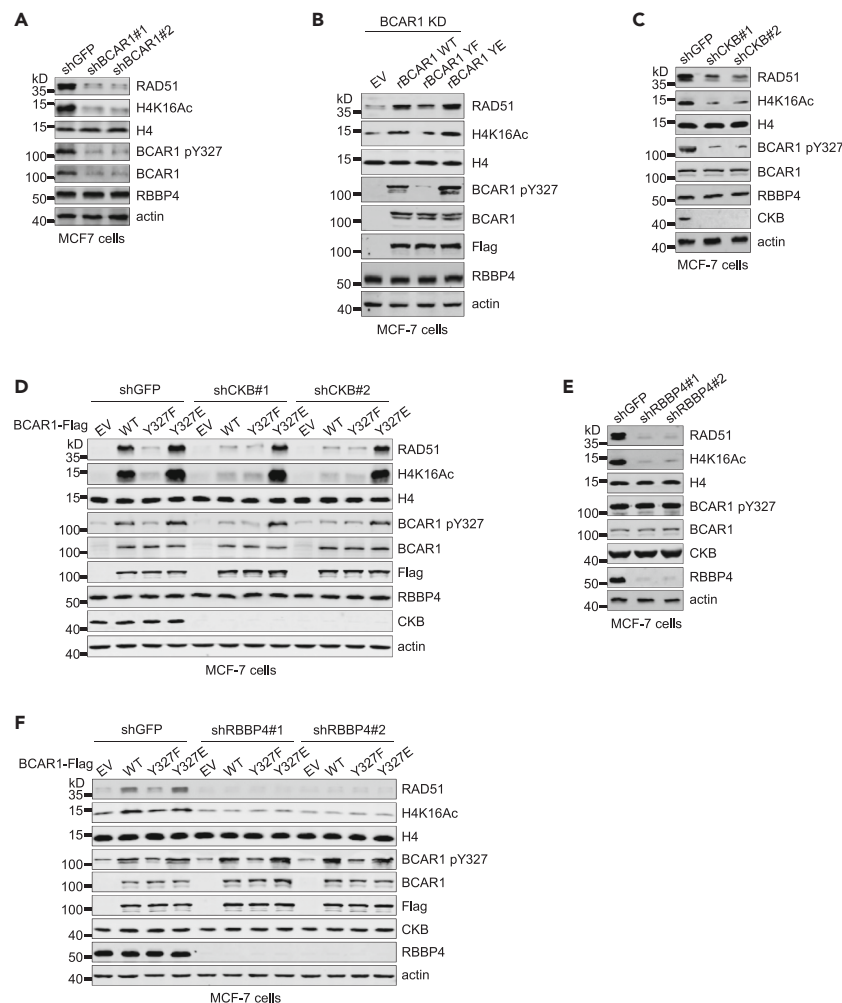 A
shGFP
shBCAR1#1
shBCAR1#2
kD
35 RAD51
15 H4K16Ac
15 H4
100 BCAR1 pY327
100 BCAR1
50 RBBP4
40 actin
MCF7 cells
B
BCAR1 KD
EV
rBCAR1 WT
rBCAR1 YF
rBCAR1 YE
kD
35 RAD51
15 H4K16Ac
15 H4
100 BCAR1 pY327
100 BCAR1
100 Flag
50 RBBP4
40 actin
MCF-7 cells
C
shGFP
shCKB#1
shCKB#2
kD
35 RAD51
15 H4K16Ac
15 H4
100 BCAR1 pY327
100 BCAR1
50 RBBP4
40 CKB
40 actin
MCF-7 cells
D
shGFP shCKB#1 shCKB#2
BCAR1-Flag EV WT Y327F Y327E EV WT Y327F Y327E EV WT Y327F Y327E
kD
35 RAD51
15 H4K16Ac
15 H4
100 BCAR1 pY327
100 BCAR1
100 Flag
50 RBBP4
40 CKB
40 actin
MCF-7 cells
E
shGFP
shRBBP4#1
shRBBP4#2
kD
35 RAD51
15 H4K16Ac
15 H4
100 BCAR1 pY327
100 BCAR1
40 CKB
50 RBBP4
40 actin
MCF-7 cells
F
shGFP shRBBP4#1 shRBBP4#2
BCAR1-Flag EV WT Y327F Y327E EV WT Y327F Y327E EV WT Y327F Y327E
kD
35 RAD51
15 H4K16Ac
15 H4
100 BCAR1 pY327
100 BCAR1
100 Flag
40 CKB
50 RBBP4
40 actin
MCF-7 cells